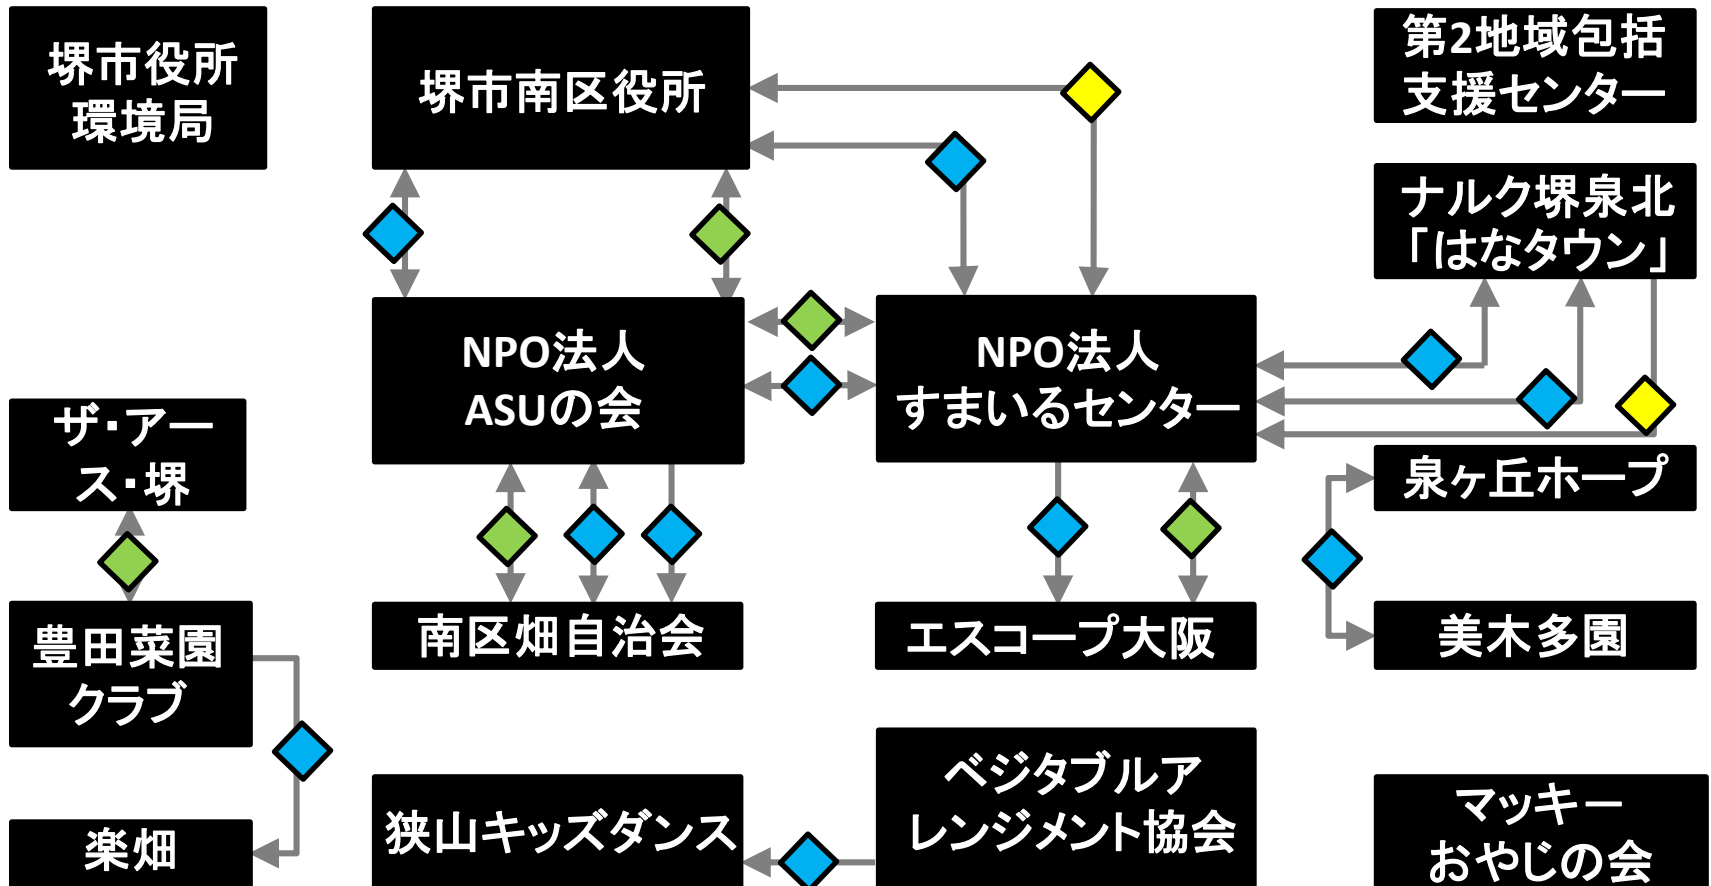 堺市役所
環境局
堺市南区役所
第2地域包括
支援センター
ナルク堺泉北
「はなタウン」
NPO法人
ASUの会
NPO法人
すまいるセンター
ザ・アー
ス・堺
泉ヶ丘ホープ
豊田菜園
クラブ
南区畑自治会
エスコープ大阪
美木多園
楽畑
狭山キッズダンス
ベジタブルア
レンジメント協会
マッキー
おやじの会